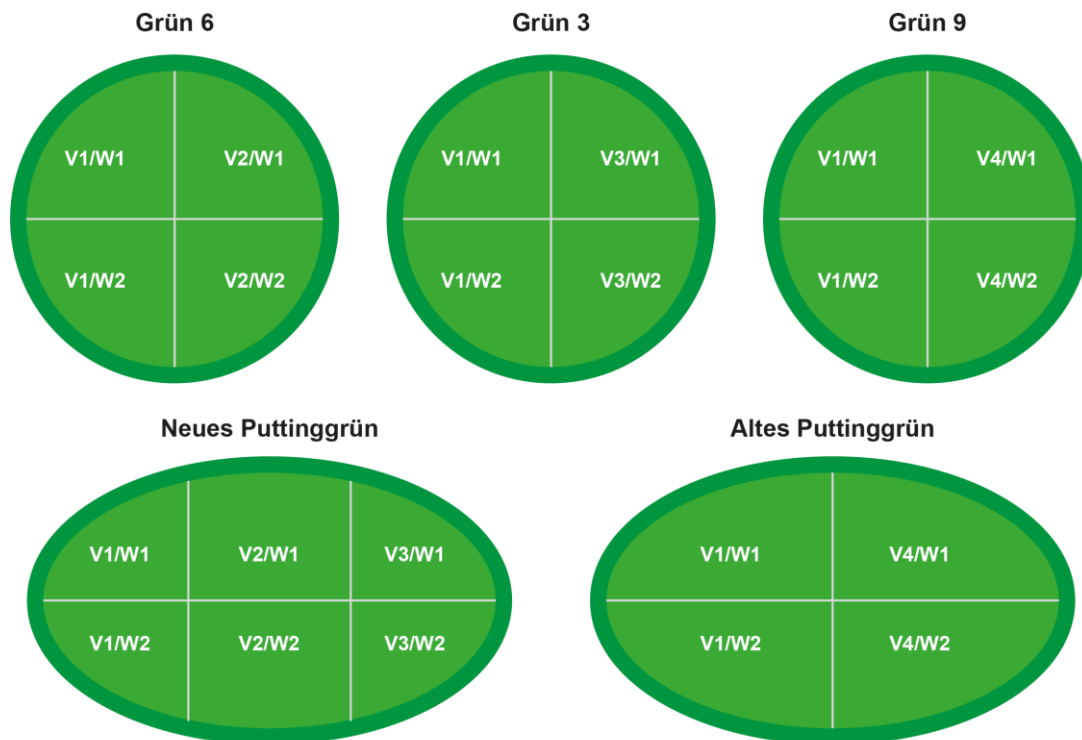 Grün 6
Grün 3
Grün 9
V1/W1
V2/W1
V1/W1
V3/W1
V1/W1
V4/W1
V1/W2
V2/W2
V1/W2
V3/W2
V1/W2
V4/W2
Neues Puttinggrün
Altes Puttinggrün
V1/W1
V2/W1
V3/W1
V1/W1
V4/W1
V1/W2
V2/W2
V3/W2
V1/W2
V4/W2